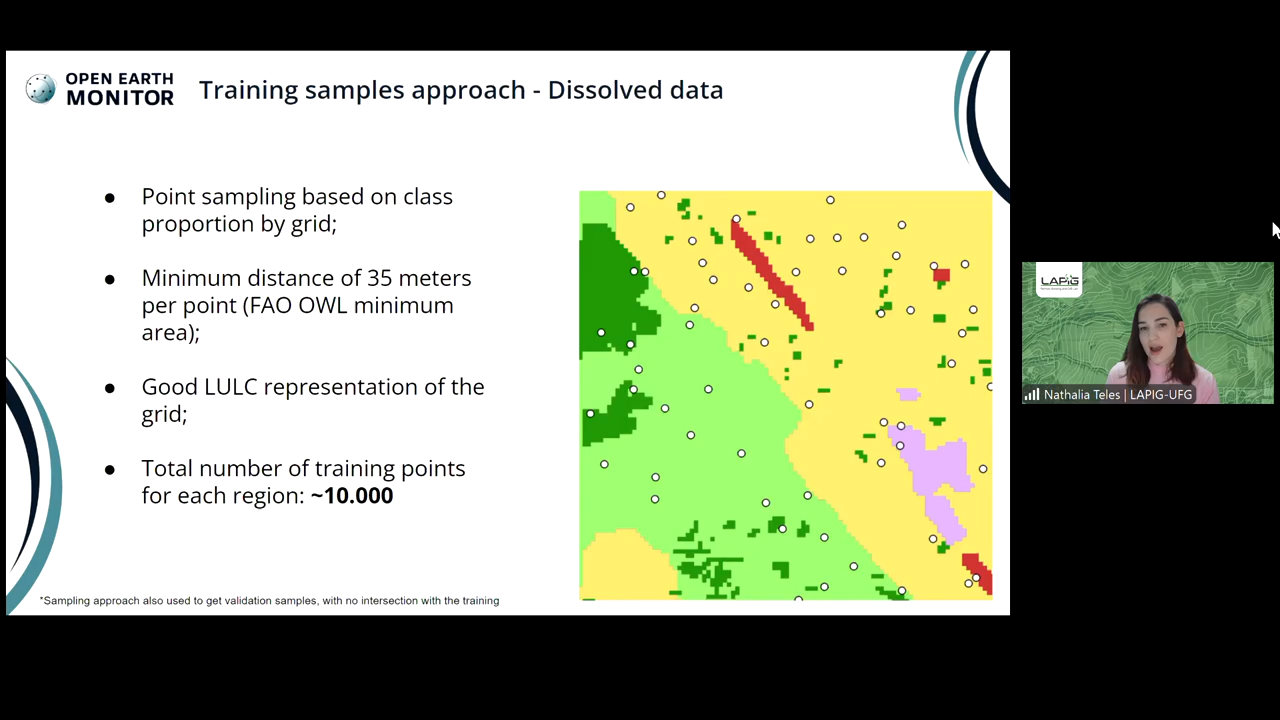 OPEN EARTH
MONITOR
Training samples approach - Dissolved data
● Point sampling based on class
proportion by grid;
● Minimum distance of 35 meters
per point (FAO OWL minimum
area);
● Good LULC representation of the
grid;
● Total number of training points
for each region: ~10.000
*Sampling approach also used to get validation samples, with no intersection with the training
LAPIG
Nathalia Teles | LAPIG-UFG